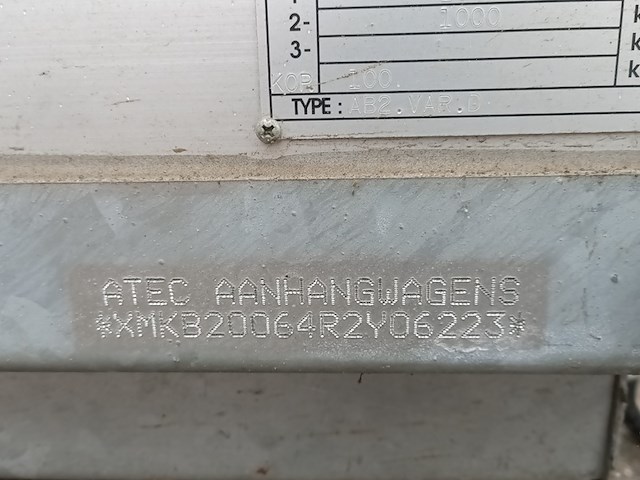 2- 1000 k
3- k
KOP. 100. k
TYPE: AB2.VAR.B
ATEC AANHANGWAGENS
*XMKB20064R2Y06223*